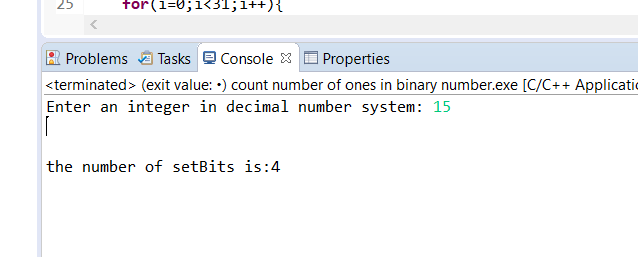 25 for(i=0;i<31;i++){
Problems Tasks Console Properties
<terminated> (exit value: •) count number of ones in binary number.exe [C/C++ Applicatio
Enter an integer in decimal number system: 15
the number of setBits is:4